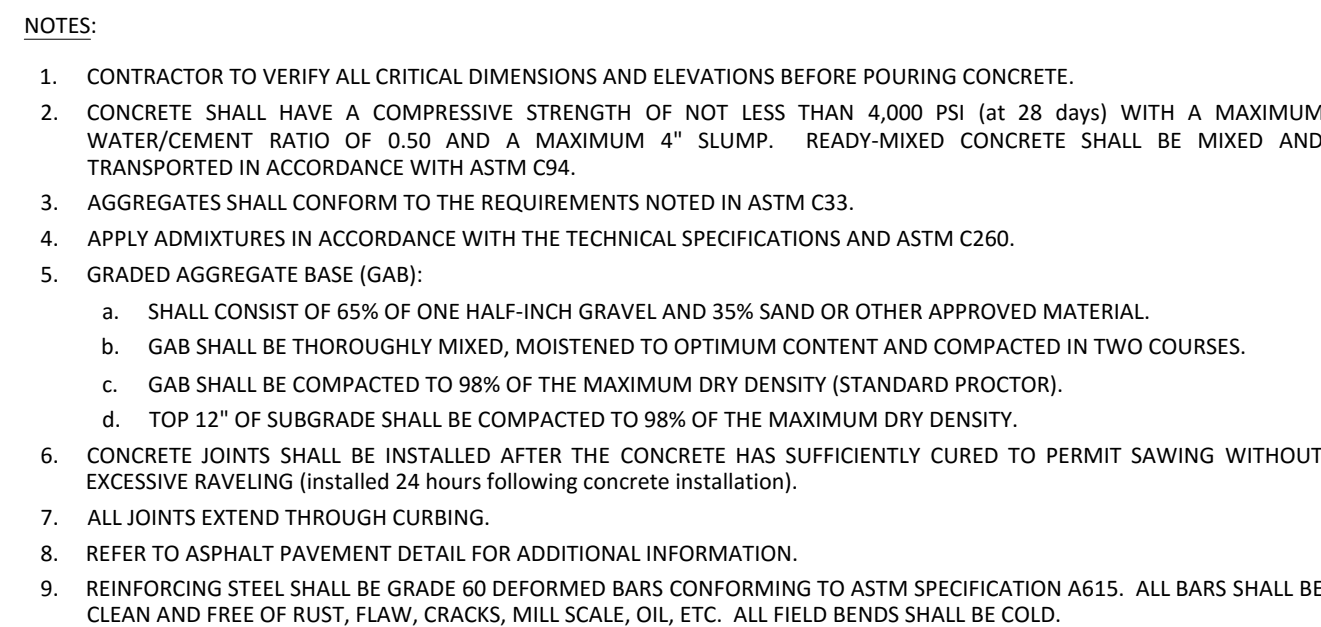 NOTES:
1. CONTRACTOR TO VERIFY ALL CRITICAL DIMENSIONS AND ELEVATIONS BEFORE POURING CONCRETE.
2. CONCRETE SHALL HAVE A COMPRESSIVE STRENGTH OF NOT LESS THAN 4,000 PSI (at 28 days) WITH A MAXIMUM
WATER/CEMENT RATIO OF 0.50 AND A MAXIMUM 4" SLUMP. READY-MIXED CONCRETE SHALL BE MIXED AND
TRANSPORTED IN ACCORDANCE WITH ASTM C94.
3. AGGREGATES SHALL CONFORM TO THE REQUIREMENTS NOTED IN ASTM C33.
4. APPLY ADMIXTURES IN ACCORDANCE WITH THE TECHNICAL SPECIFICATIONS AND ASTM C260.
5. GRADED AGGREGATE BASE (GAB):
a. SHALL CONSIST OF 65% OF ONE HALF-INCH GRAVEL AND 35% SAND OR OTHER APPROVED MATERIAL.
b. GAB SHALL BE THOROUGHLY MIXED, MOISTENED TO OPTIMUM CONTENT AND COMPACTED IN TWO COURSES.
c. GAB SHALL BE COMPACTED TO 98% OF THE MAXIMUM DRY DENSITY (STANDARD PROCTOR).
d. TOP 12" OF SUBGRADE SHALL BE COMPACTED TO 98% OF THE MAXIMUM DRY DENSITY.
6. CONCRETE JOINTS SHALL BE INSTALLED AFTER THE CONCRETE HAS SUFFICIENTLY CURED TO PERMIT SAWING WITHOUT
EXCESSIVE RAVELING (installed 24 hours following concrete installation).
7. ALL JOINTS EXTEND THROUGH CURBING.
8. REFER TO ASPHALT PAVEMENT DETAIL FOR ADDITIONAL INFORMATION.
9. REINFORCING STEEL SHALL BE GRADE 60 DEFORMED BARS CONFORMING TO ASTM SPECIFICATION A615. ALL BARS SHALL BE
CLEAN AND FREE OF RUST, FLAW, CRACKS, MILL SCALE, OIL, ETC. ALL FIELD BENDS SHALL BE COLD.